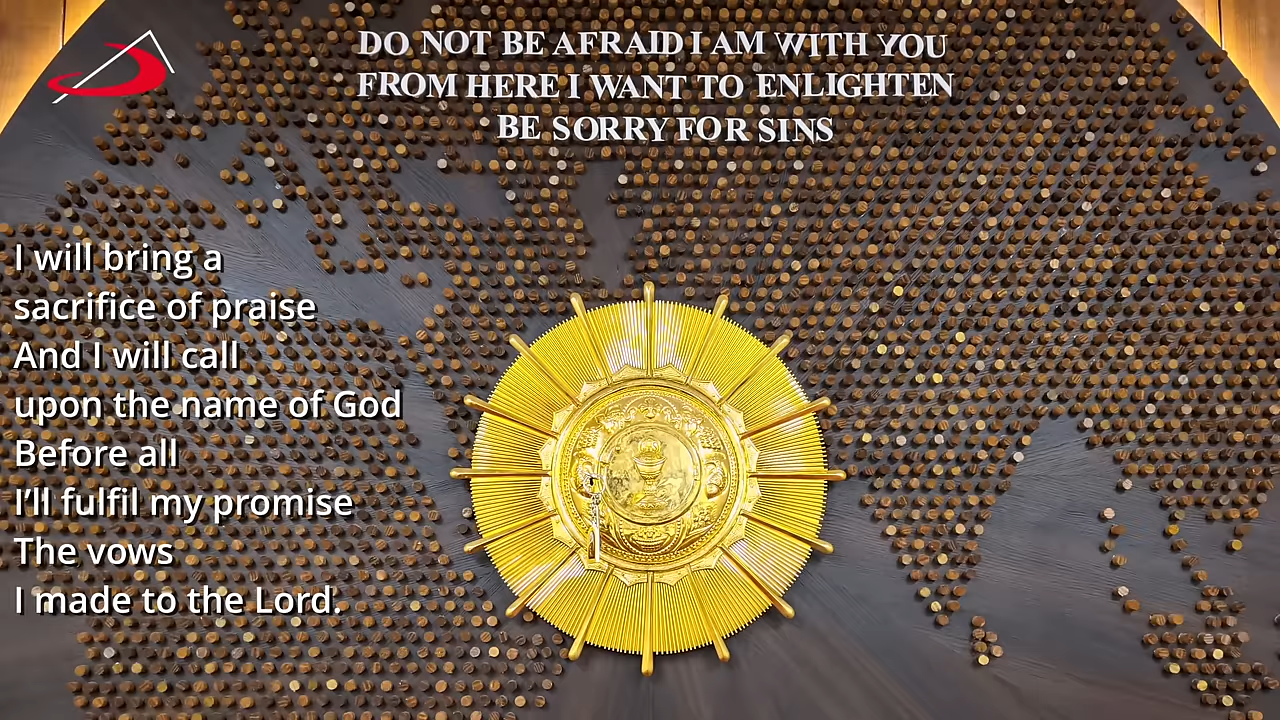 DO NOT BE AFRAID I AM WITH YOU
FROM HERE I WANT TO ENLIGHTEN
BE SORRY FOR SINS
I will bring a
sacrifice of praise
And I will call
upon the name of God
Before all
I’ll fulfil my promise
The vows
I made to the Lord.